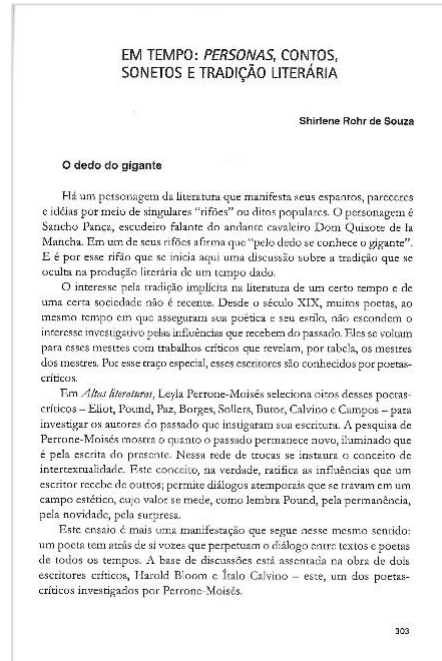 EM TEMPO: PERSONAS, CONTOS,
SONETOS E TRADIÇÃO LITERÁRIA
Shirlene Rohr de Souza
O dedo do gigante
Há um personagem da literatura que manifesta seus espantos, pareceres
e idéias por meio de singulares “rifões” ou ditos populares. O personagem é
Sancho Pança, escudeiro falante do andante cavaleiro Dom Quixote de la
Mancha. Em um de seus rifões afirma que “pelo dedo se conhece o gigante”.
E é por esse rifão que se inicia aqui uma discussão sobre a tradição que se
oculta na produção literária de um tempo dado.
O interesse pela tradição implícita na literatura de um certo tempo e de
uma certa sociedade não é recente. Desde o século XIX, muitos poetas, ao
mesmo tempo em que asseguram sua poética e seu estilo, não escondem o
interesse investigativo pelas influências que recebem do passado. Eles se voltam
para esses mestres com trabalhos críticos que revelam, por tabela, os mestres
dos mestres. Por esse traço especial, esses escritores são conhecidos por poetas-
críticos.
Em Altas literaturas, Leyla Perrone-Moisés seleciona oitos desses poetas-
críticos – Eliot, Pound, Paz, Borges, Sollers, Butor, Calvino e Campos – para
investigar os autores do passado que instigaram sua escritura. A pesquisa de
Perrone-Moisés mostra o quanto o passado permanece novo, iluminado que
é pela escrita do presente. Nessa rede de trocas se instaura o conceito de
intertextualidade. Este conceito, na verdade, ratifica as influências que um
escritor recebe de outros; permite diálogos atemporais que se travam em um
campo estético, cujo valor se mede, como lembra Pound, pela permanência,
pela novidade, pela surpresa.
Este ensaio é mais uma manifestação que segue nesse mesmo sentido:
um poeta tem atrás de si vozes que perpetuam o diálogo entre textos e poetas
de todos os tempos. A base de discussões está assentada na obra de dois
escritores críticos, Harold Bloom e Ítalo Calvino – este, um dos poetas-
críticos investigados por Perrone-Moisés.
303